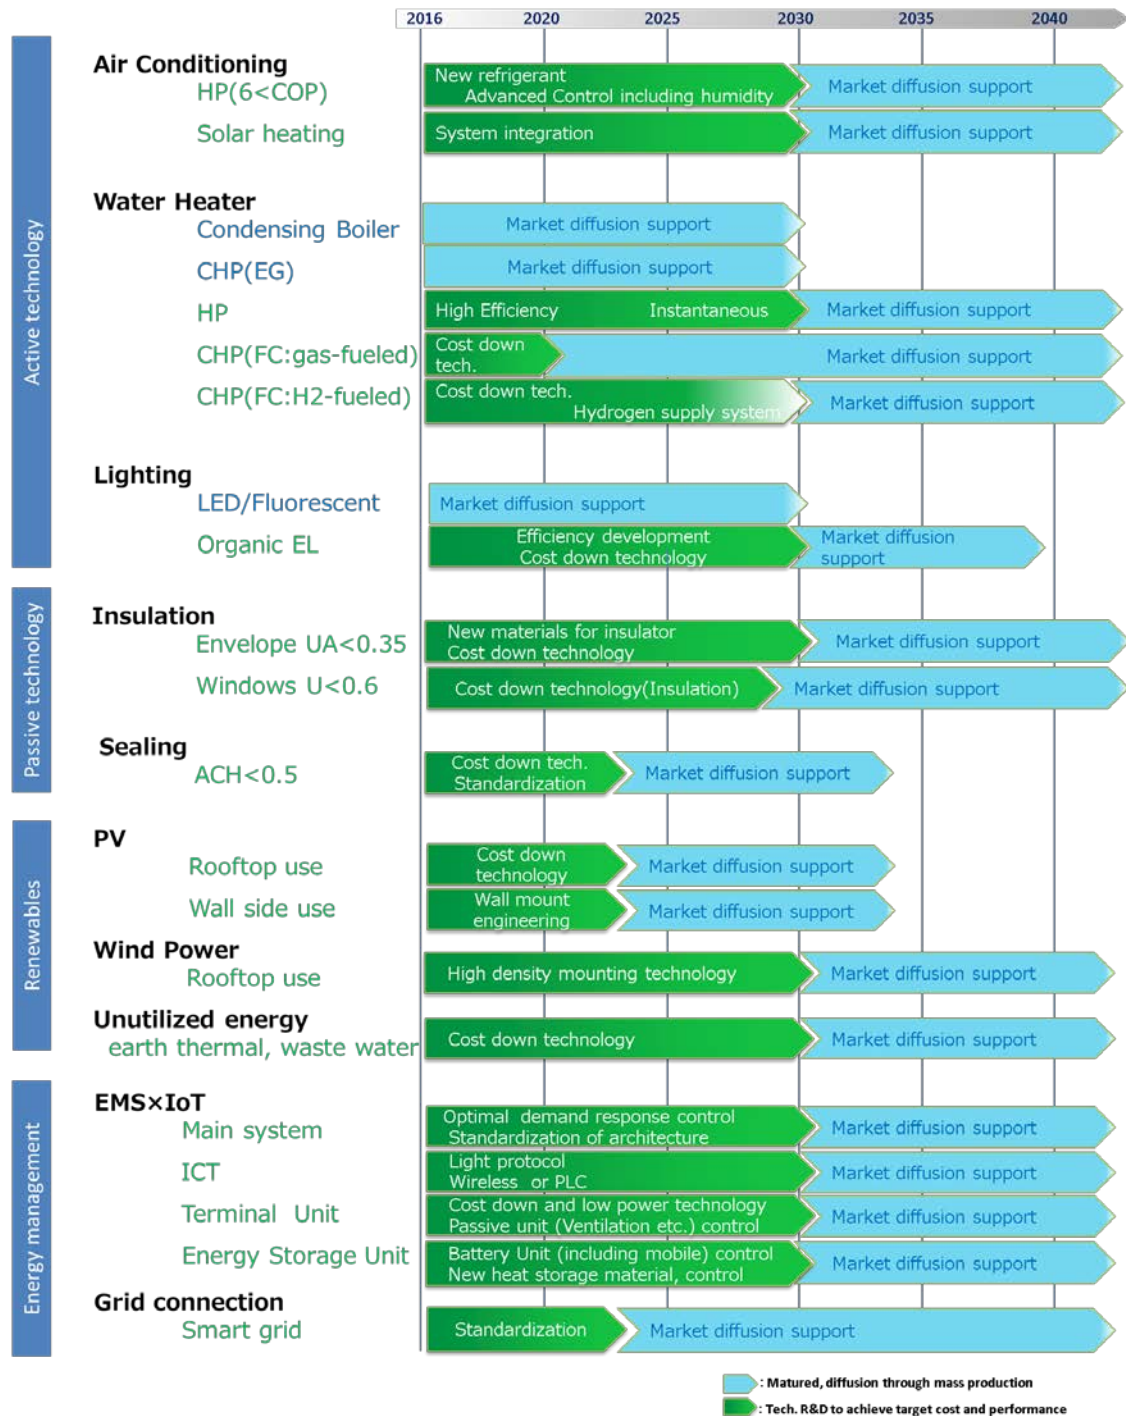 2016 2020 2025 2030 2035 2040
Active technology
Air Conditioning
HP(6<COP)
New refrigerant
Advanced Control including humidity
Market diffusion support
Solar heating
System integration
Market diffusion support
Water Heater
Condensing Boiler
Market diffusion support
CHP(EG)
Market diffusion support
HP
High Efficiency Instantaneous
Market diffusion support
CHP(FC:gas-fueled)
Cost down
tech.
Market diffusion support
CHP(FC:H2-fueled)
Cost down tech.
Hydrogen supply system
Market diffusion support
Lighting
LED/Fluorescent
Market diffusion support
Organic EL
Efficiency development
Cost down technology
Market diffusion
support
Passive technology
Insulation
Envelope UA<0.35
New materials for insulator
Cost down technology
Market diffusion support
Windows U<0.6
Cost down technology(Insulation)
Market diffusion support
Sealing
ACH<0.5
Cost down tech.
Standardization
Market diffusion support
Renewables
PV
Rooftop use
Cost down
technology
Market diffusion support
Wall side use
Wall mount
engineering
Market diffusion support
Wind Power
Rooftop use
High density mounting technology
Market diffusion support
Unutilized energy
earth thermal, waste water
Cost down technology
Market diffusion support
Energy management
EMS×IoT
Main system
Optimal demand response control
Standardization of architecture
Market diffusion support
ICT
Light protocol
Wireless or PLC
Market diffusion support
Terminal Unit
Cost down and low power technology
Passive unit (Ventilation etc.) control
Market diffusion support
Energy Storage Unit
Battery Unit (including mobile) control
New heat storage material, control
Market diffusion support
Grid connection
Smart grid
Standardization
Market diffusion support
: Matured, diffusion through mass production
: Tech. R&D to achieve target cost and performance